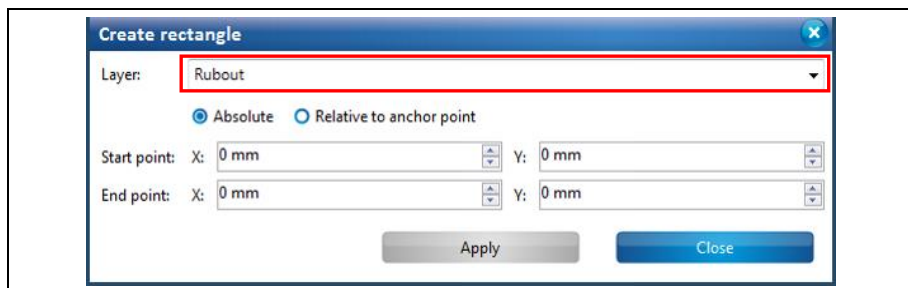 Create rectangle
Layer: Rubout
Absolute Relative to anchor point
Start point: X: 0 mm Y: 0 mm
End point: X: 0 mm Y: 0 mm
Apply Close